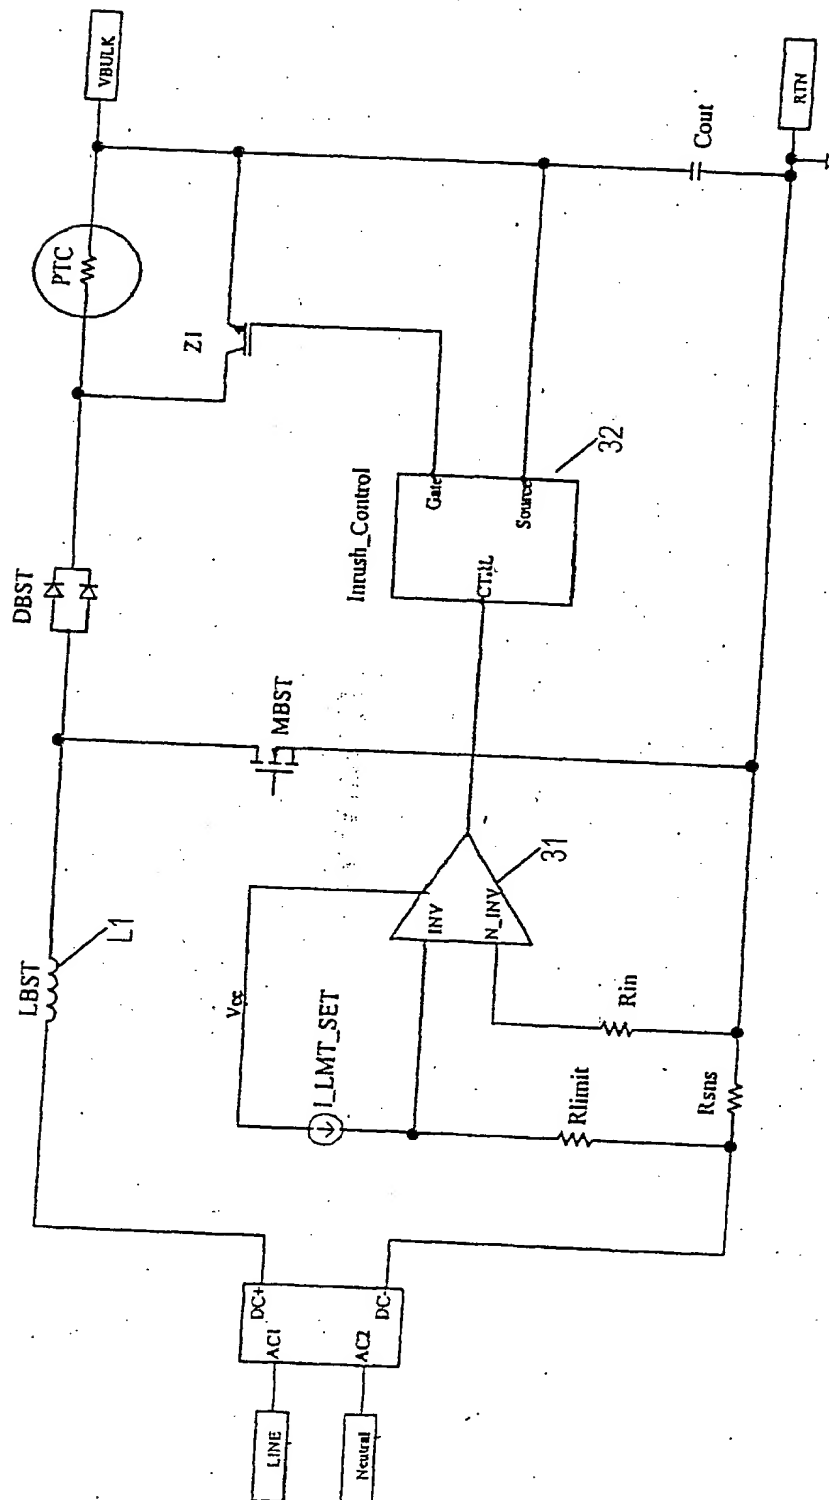 VBULK
RTN
Cout
PTC
Z1
32
Inrush_Control
Gate
Source
CTRL
DBST
MBST
31
INV
N_INV
L1
LBST
Vcc
I_LMT_SET
Rin
Rlimit
Rsns
DC+
DC-
AC1
AC2
LINE
Neutral